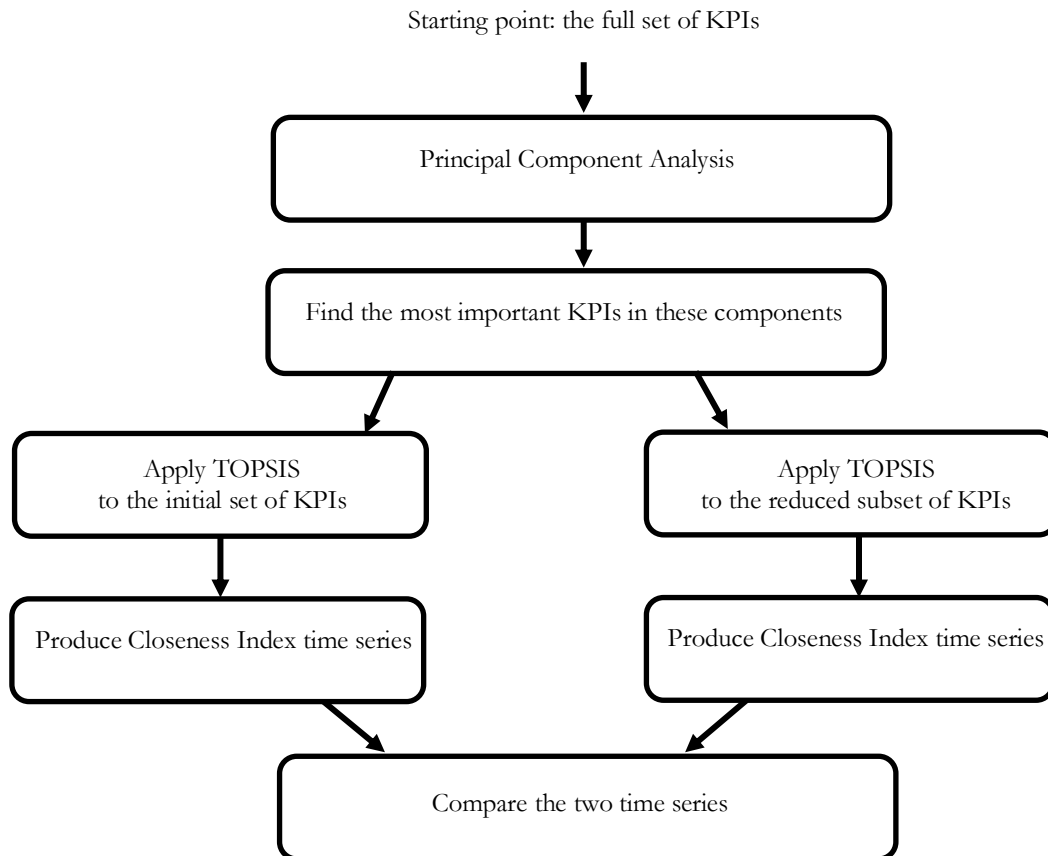 Starting point: the full set of KPIs
Principal Component Analysis
Find the most important KPIs in these components
Apply TOPSIS
to the initial set of KPIs
Apply TOPSIS
to the reduced subset of KPIs
Produce Closeness Index time series
Produce Closeness Index time series
Compare the two time series